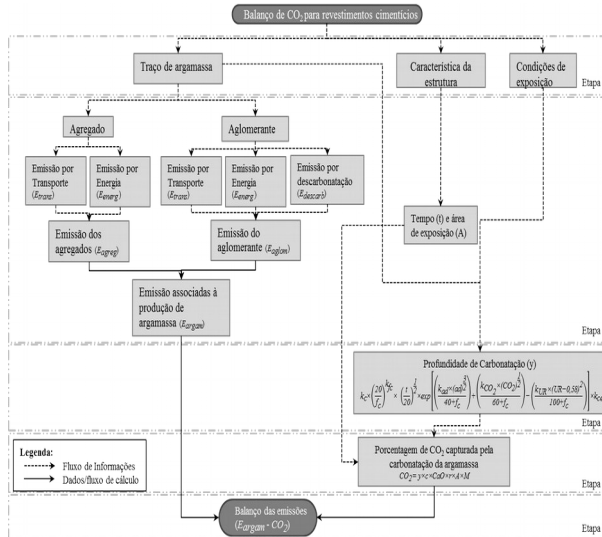 Balanço de CO2 para revestimentos cimentícios
Traço de argamassa
Característica da
estrutura
Condições de
exposição
Etapa
Agregado
Aglomerante
Emissão por
Transporte
(Etrans)
Emissão por
Energia
(Eenerg)
Emissão por
Transporte
(Etrans)
Emissão por
Energia
(Eenerg)
Emissão por
descarbonatação
(Edescarb)
Tempo (t) e área
de exposição (A)
Emissão dos
agregados (Eagreg)
Emissão do
aglomerante (Eaglom)
Emissão associadas à
produção de
argamassa (Eargam)
Etapa
Profundidade de Carbonatação (y)
Etapa
Legenda:
Fluxo de Informações
Dados/fluxo de cálculo
Porcentagem de CO2 capturada pela
carbonatação da argamassa
CO2 = y×c×CaO×r×A×M
Etapa
Balanço das emissões
(Eargam - CO2)
Etapa